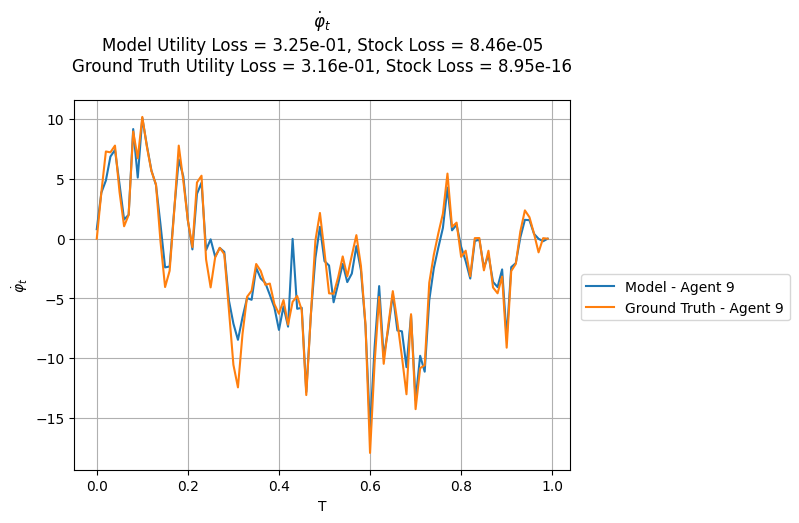 φ̇ₜ
Model Utility Loss = 3.25e-01, Stock Loss = 8.46e-05
Ground Truth Utility Loss = 3.16e-01, Stock Loss = 8.95e-16
10
5
0
−5
−10
−15
φ̇ₜ
0.0 0.2 0.4 0.6 0.8 1.0
T
Model - Agent 9
Ground Truth - Agent 9